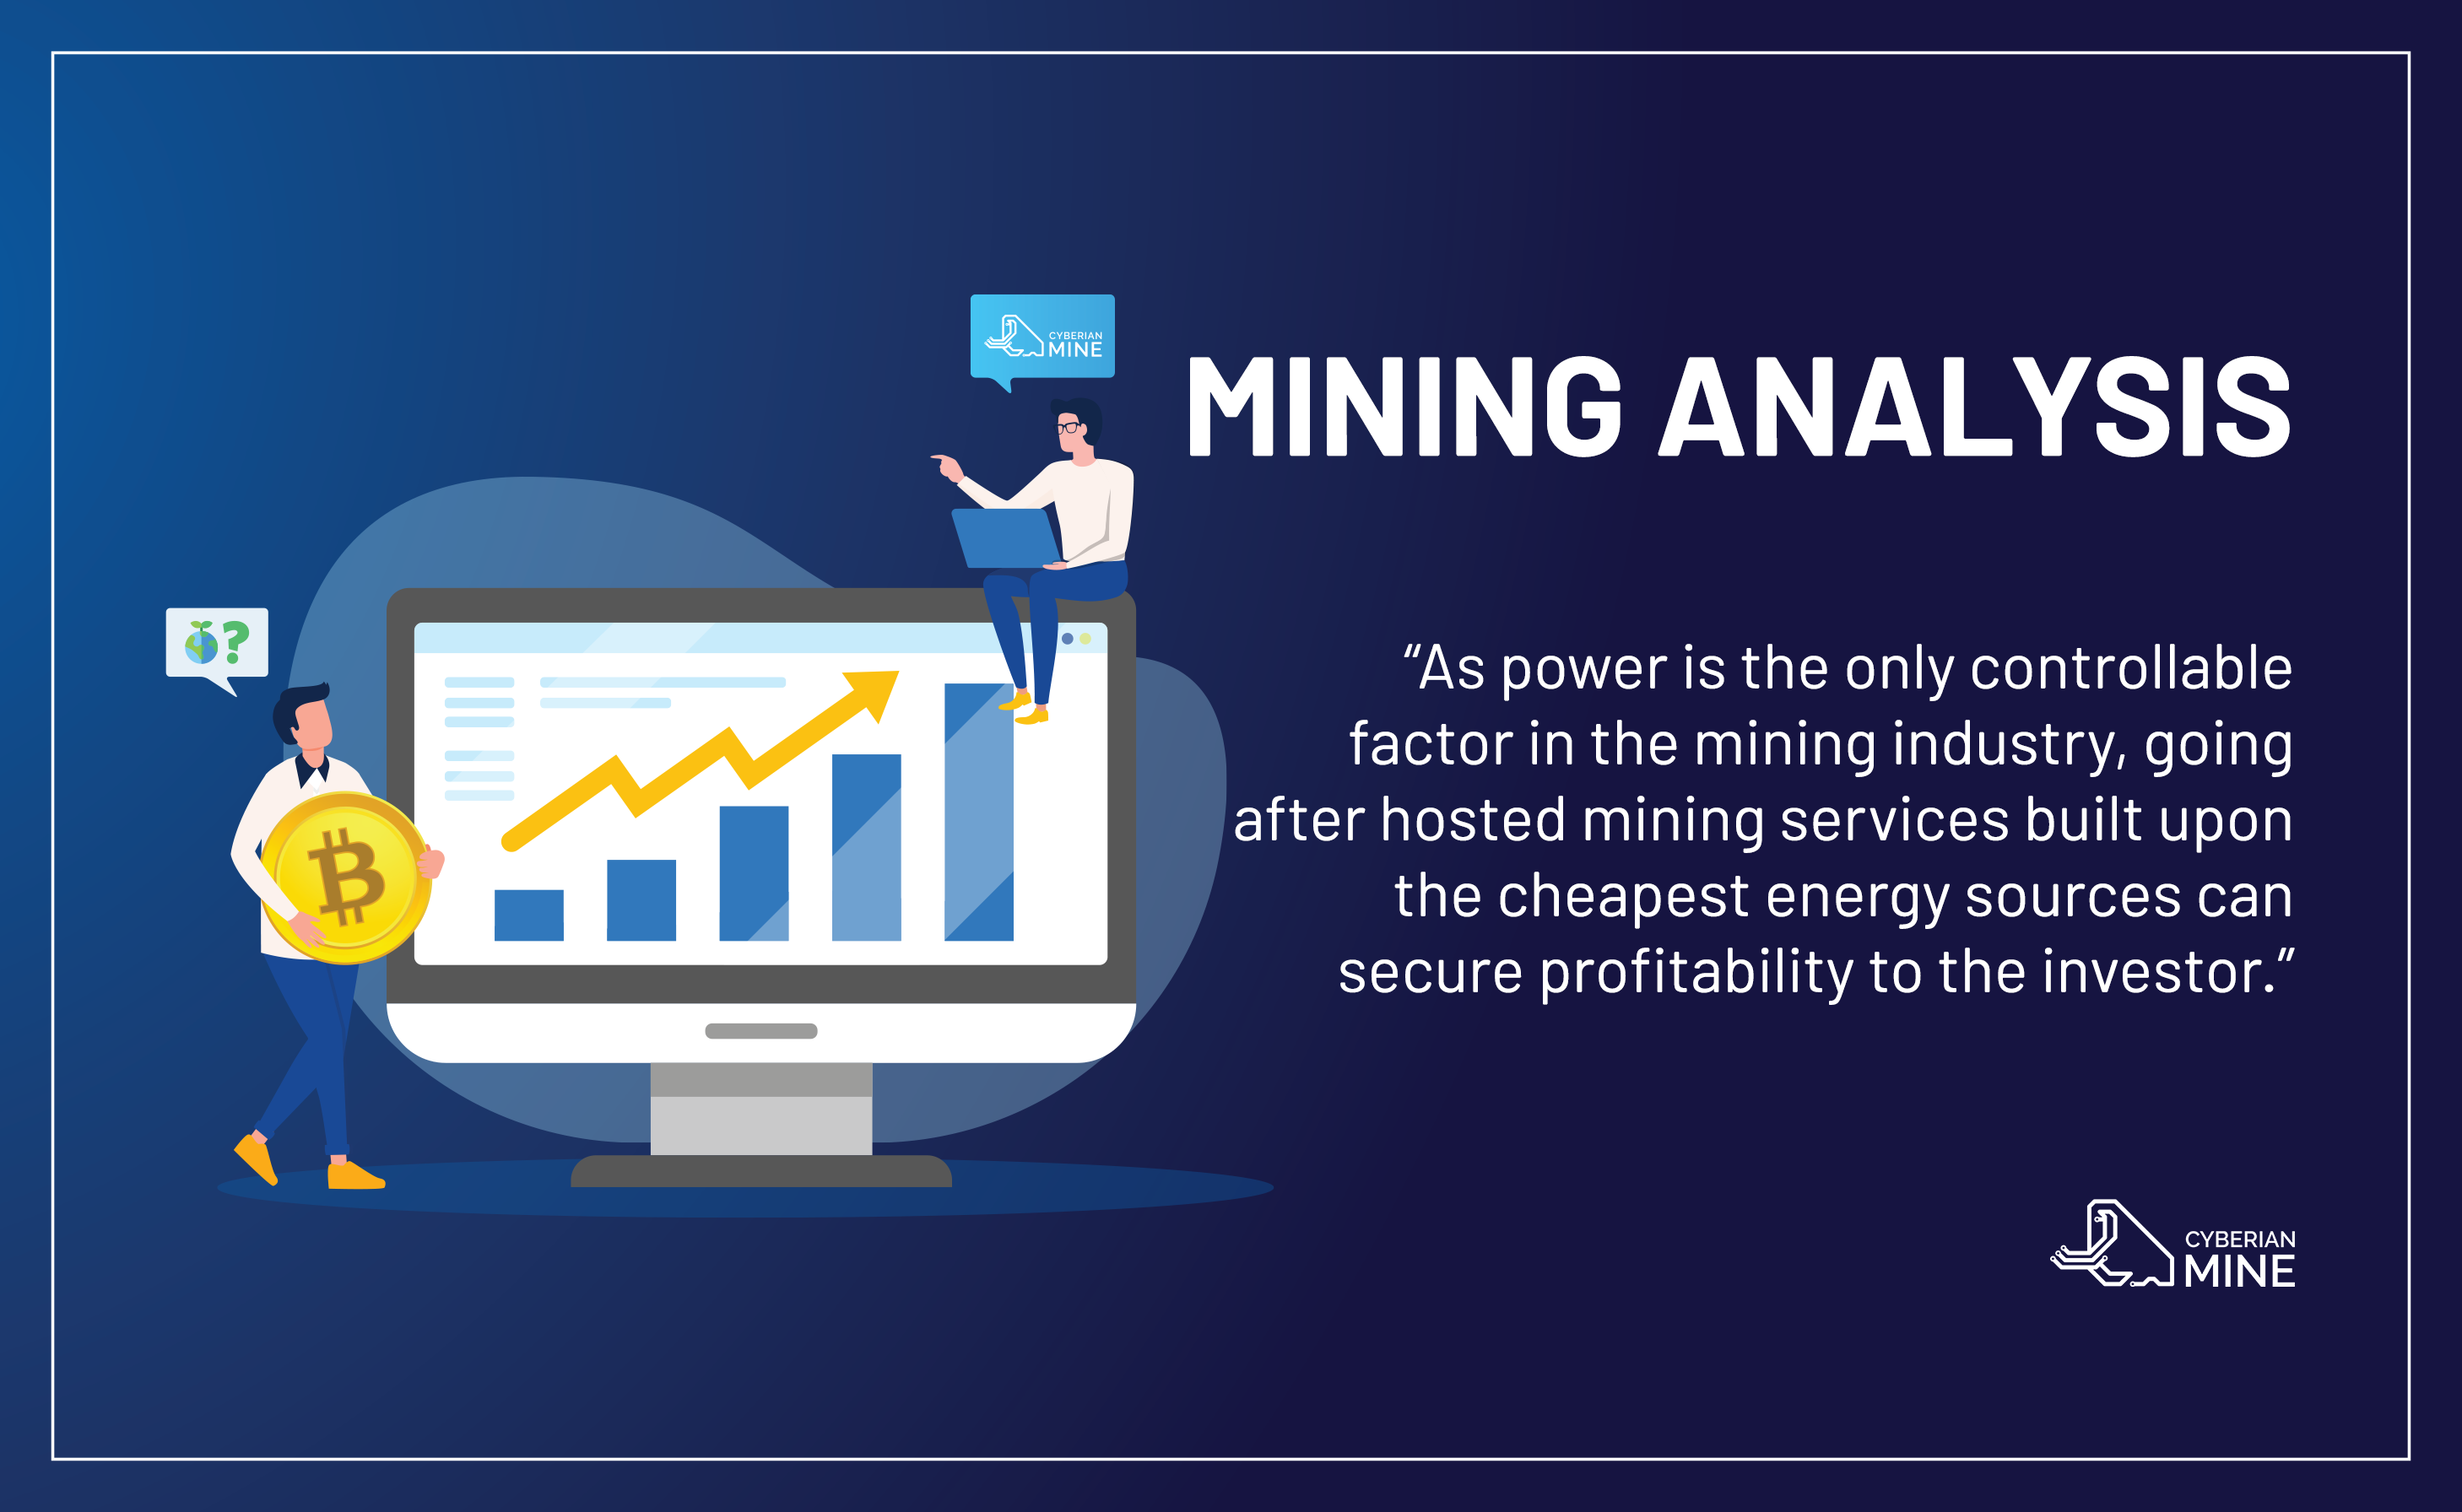 CYBERIAN
MINE
MINING ANALYSIS
?
“As power is the only controllable
factor in the mining industry, going
after hosted mining services built upon
the cheapest energy sources can
secure profitability to the investor.”
CYBERIAN
MINE